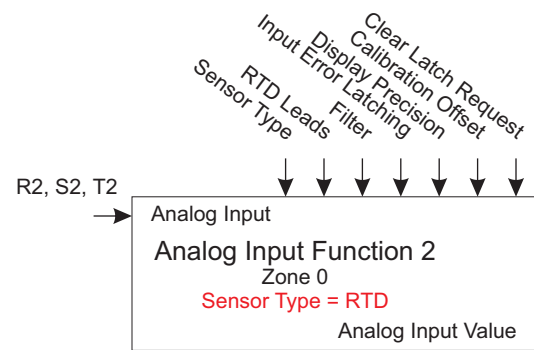 Sensor Type
RTD Leads
Filter
Input Error Latching
Display Precision
Calibration Offset
Clear Latch Request
R2, S2, T2
Analog Input
Analog Input Function 2
Zone 0
Sensor Type = RTD
Analog Input Value